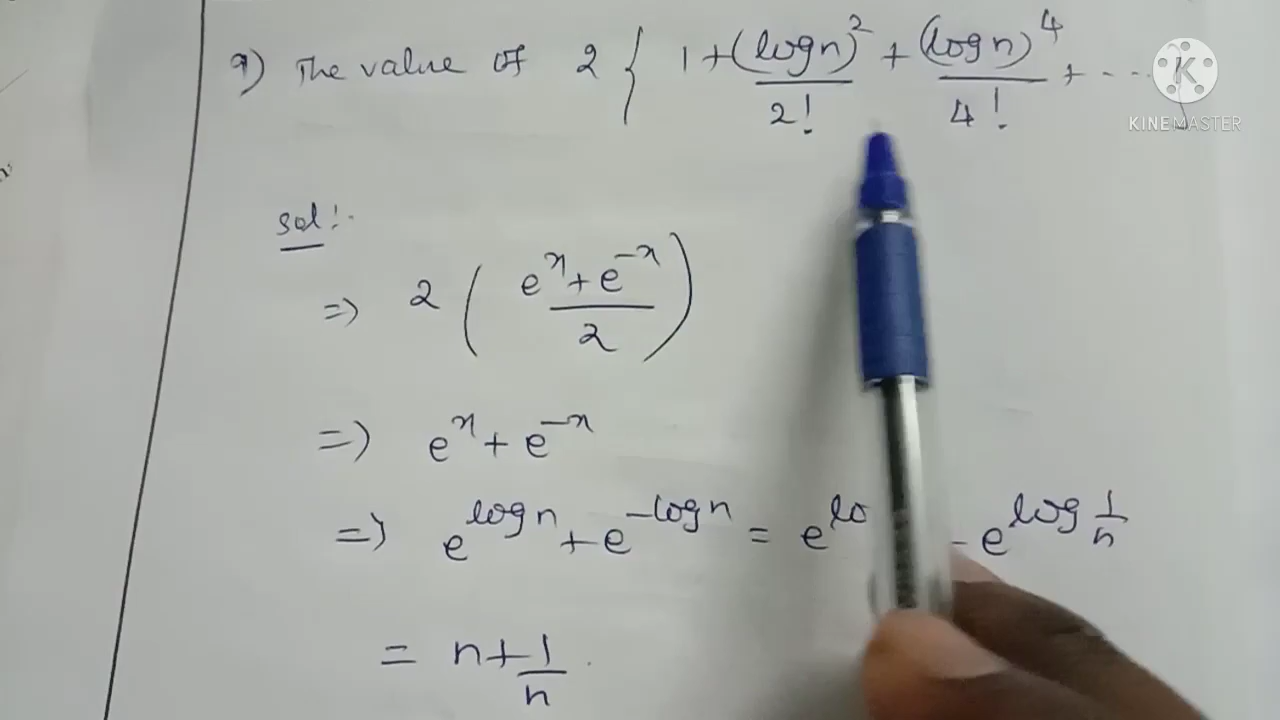 9) The value of 2 { 1 + (log n)² / 2! + (log n)⁴ / 4! + ... }
K
KINEMASTER
Sol:-
=> 2 ( (e^x + e^-x) / 2 )
=> e^x + e^-x
=> e^log n + e^-log n = e^lo - e^log 1/n
= n + 1/n.